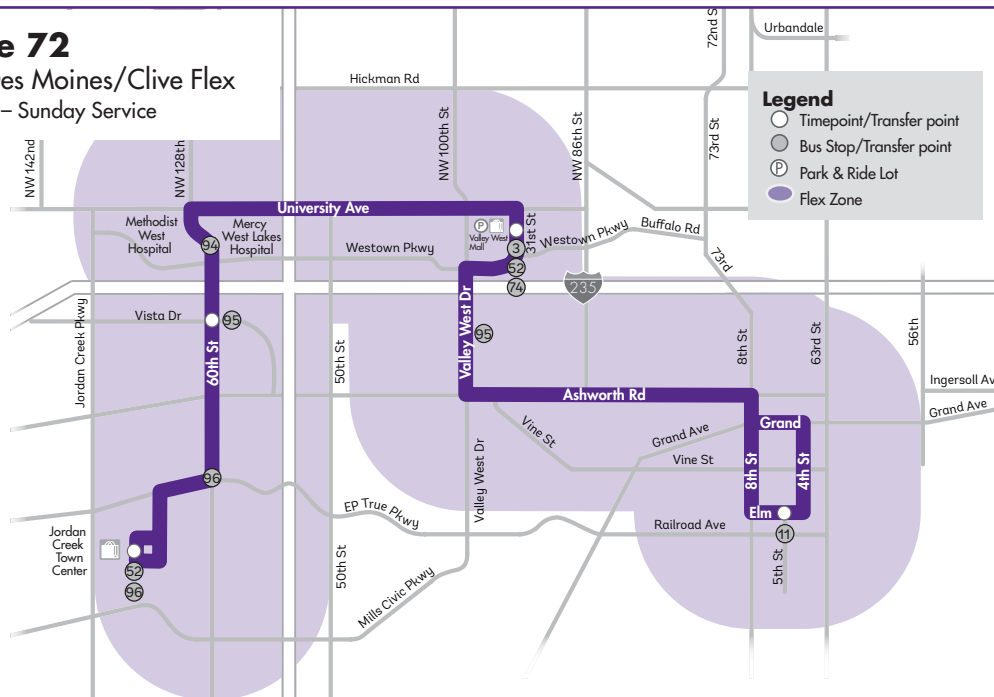 e 72
es Moines/Clive Flex
– Sunday Service
72nd S
Urbandale
Hickman Rd
Legend
Timepoint/Transfer point
Bus Stop/Transfer point
P
Park & Ride Lot
Flex Zone
NW 142nd
NW 128th
NW 100th St
NW 86th St
73rd St
University Ave
Methodist
West
Hospital
94
Mercy
West Lakes
Hospital
Westown Pkwy
P
Valley West
Mall
31st St
3
52
74
Westown Pkwy
Buffalo Rd
73rd
235
Jordan Creek Pkwy
Vista Dr
95
60th St
50th St
Valley West Dr
95
8th St
63rd St
56th
Ingersoll Av
Grand Ave
Ashworth Rd
Vine St
Grand Ave
Grand
Vine St
8th St
4th St
Elm
11
5th St
96
EP True Pkwy
Valley West Dr
Railroad Ave
Jordan
Creek
Town
Center
52
96
50th St
Mills Civic Pkwy